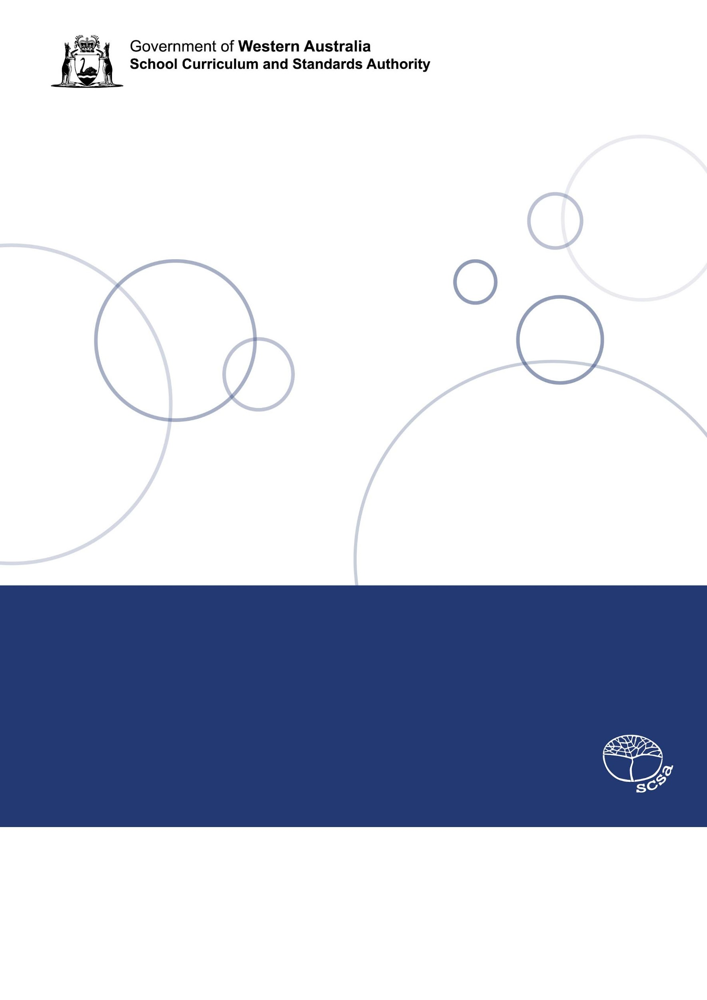 Government of Western Australia
School Curriculum and Standards Authority
scsa